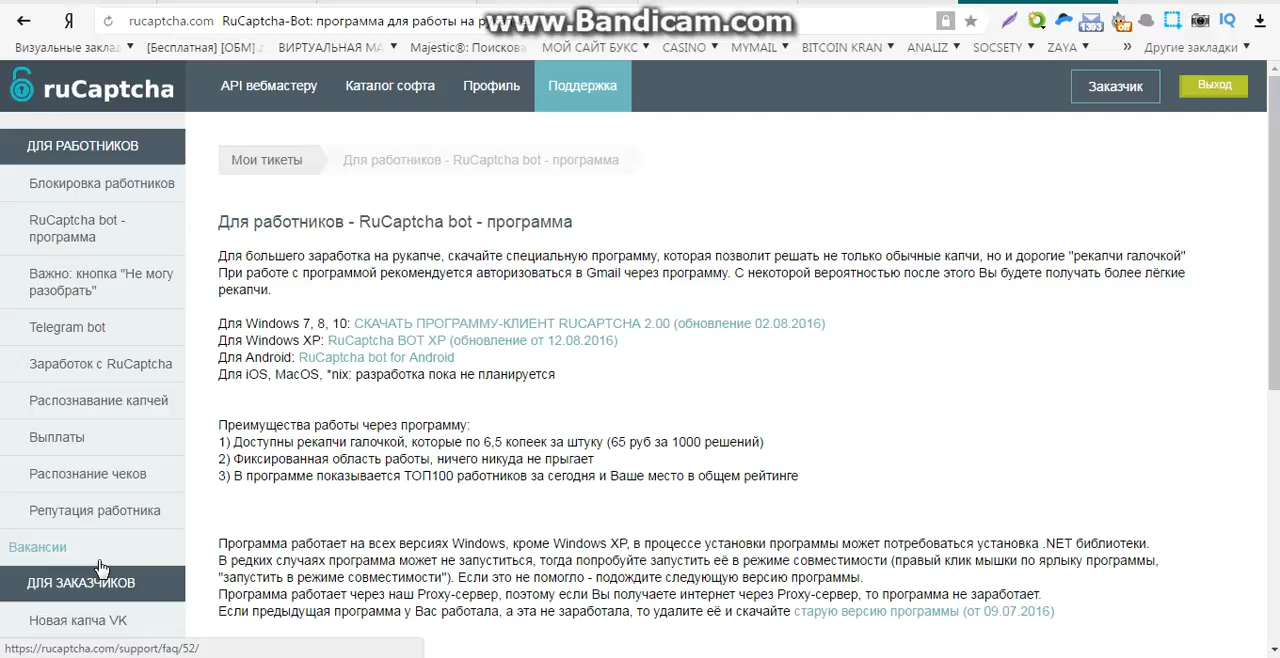 rucaptcha.com RuCaptcha-Bot: программа для работы на
www.Bandicam.com
1393
off
IQ
Визуальные заклад
[Бесплатная] [ОБМ]
ВИРТУАЛЬНАЯ МА
Majestic®: Поискова
МОЙ САЙТ БУКС
CASINO
MYMAIL
BITCOIN KRAN
ANALIZ
SOCSETY
ZAYA
»
Другие закладки
ruCaptcha
API вебмастеру
Каталог софта
Профиль
Поддержка
Заказчик
Выход
ДЛЯ РАБОТНИКОВ
Блокировка работников
RuCaptcha bot -
программа
Важно: кнопка "Не могу
разобрать"
Telegram bot
Заработок с RuCaptcha
Распознавание капчей
Выплаты
Распознание чеков
Репутация работника
Вакансии
ДЛЯ ЗАКАЗЧИКОВ
Новая капча VK
https://rucaptcha.com/support/faq/52/
Мои тикеты
Для работников - RuCaptcha bot - программа
Для работников - RuCaptcha bot - программа
Для большего заработка на рукапче, скачайте специальную программу, которая позволит решать не только обычные капчи, но и дорогие "рекапчи галочкой"
При работе с программой рекомендуется авторизоваться в Gmail через программу. С некоторой вероятностью после этого Вы будете получать более лёгкие
рекапчи.
Для Windows 7, 8, 10: СКАЧАТЬ ПРОГРАММУ-КЛИЕНТ RUCAPTCHA 2.00 (обновление 02.08.2016)
Для Windows XP: RuCaptcha BOT XP (обновление от 12.08.2016)
Для Android: RuCaptcha bot for Android
Для iOS, MacOS, *nix: разработка пока не планируется
Преимущества работы через программу:
1) Доступны рекапчи галочкой, которые по 6,5 копеек за штуку (65 руб за 1000 решений)
2) Фиксированная область работы, ничего никуда не прыгает
3) В программе показывается ТОП100 работников за сегодня и Ваше место в общем рейтинге
Программа работает на всех версиях Windows, кроме Windows XP, в процессе установки программы может потребоваться установка .NET библиотеки.
В редких случаях программа может не запуститься, тогда попробуйте запустить её в режиме совместимости (правый клик мышки по ярлыку программы,
"запустить в режиме совместимости"). Если это не помогло - подождите следующую версию программы.
Программа работает через наш Proxy-сервер, поэтому если Вы получаете интернет через Proxy-сервер, то программа не заработает.
Если предыдущая программа у Вас работала, а эта не заработала, то удалите её и скачайте старую версию программы (от 09.07.2016)